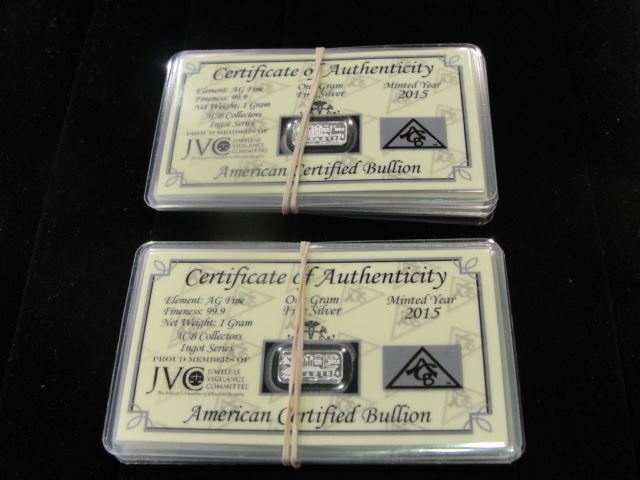 Certificate of Authenticity
Element: AG Fine
Fineness: 99.9
Net Weight: 1 Gram
ACB Collectors
Ingot Series
PROUD MEMBERS OF
JVC JEWELERS
VIGILANCE
COMMITTEE
One Gram
Fine Silver
Minted Year
2015
ACB
American Certified Bullion
Certificate of Authenticity
Element: AG Fine
Fineness: 99.9
Net Weight: 1 Gram
ACB Collectors
Ingot Series
PROUD MEMBERS OF
JVC JEWELERS
VIGILANCE
COMMITTEE
One Gram
Fine Silver
Minted Year
2015
ACB
American Certified Bullion